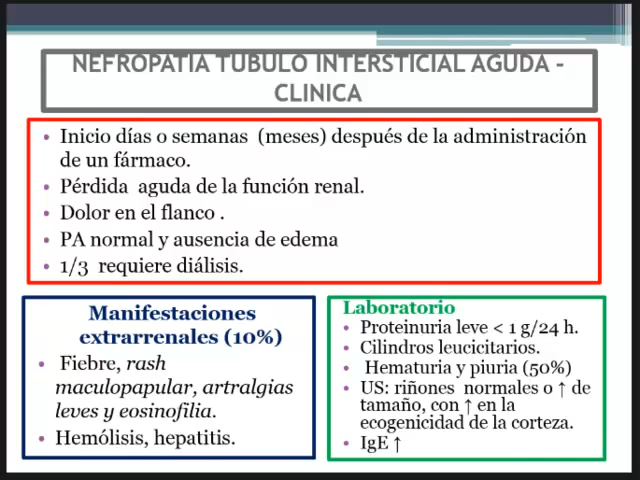 NEFROPATIA TUBULO INTERSTICIAL AGUDA -
CLINICA
• Inicio días o semanas (meses) después de la administración
de un fármaco.
• Pérdida aguda de la función renal.
• Dolor en el flanco .
• PA normal y ausencia de edema
• 1/3 requiere diálisis.
Manifestaciones
extrarrenales (10%)
• Fiebre, rash
maculopapular, artralgias
leves y eosinofilia.
• Hemólisis, hepatitis.
Laboratorio
• Proteinuria leve < 1 g/24 h.
• Cilindros leucicitarios.
• Hematuria y piuria (50%)
• US: riñones normales o ↑ de
tamaño, con ↑ en la
ecogenicidad de la corteza.
• IgE ↑